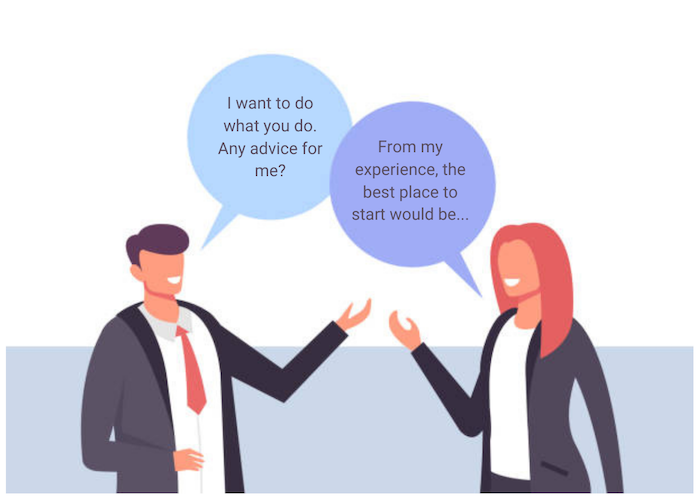 I want to do
what you do.
Any advice for
me?
From my
experience, the
best place to
start would be...